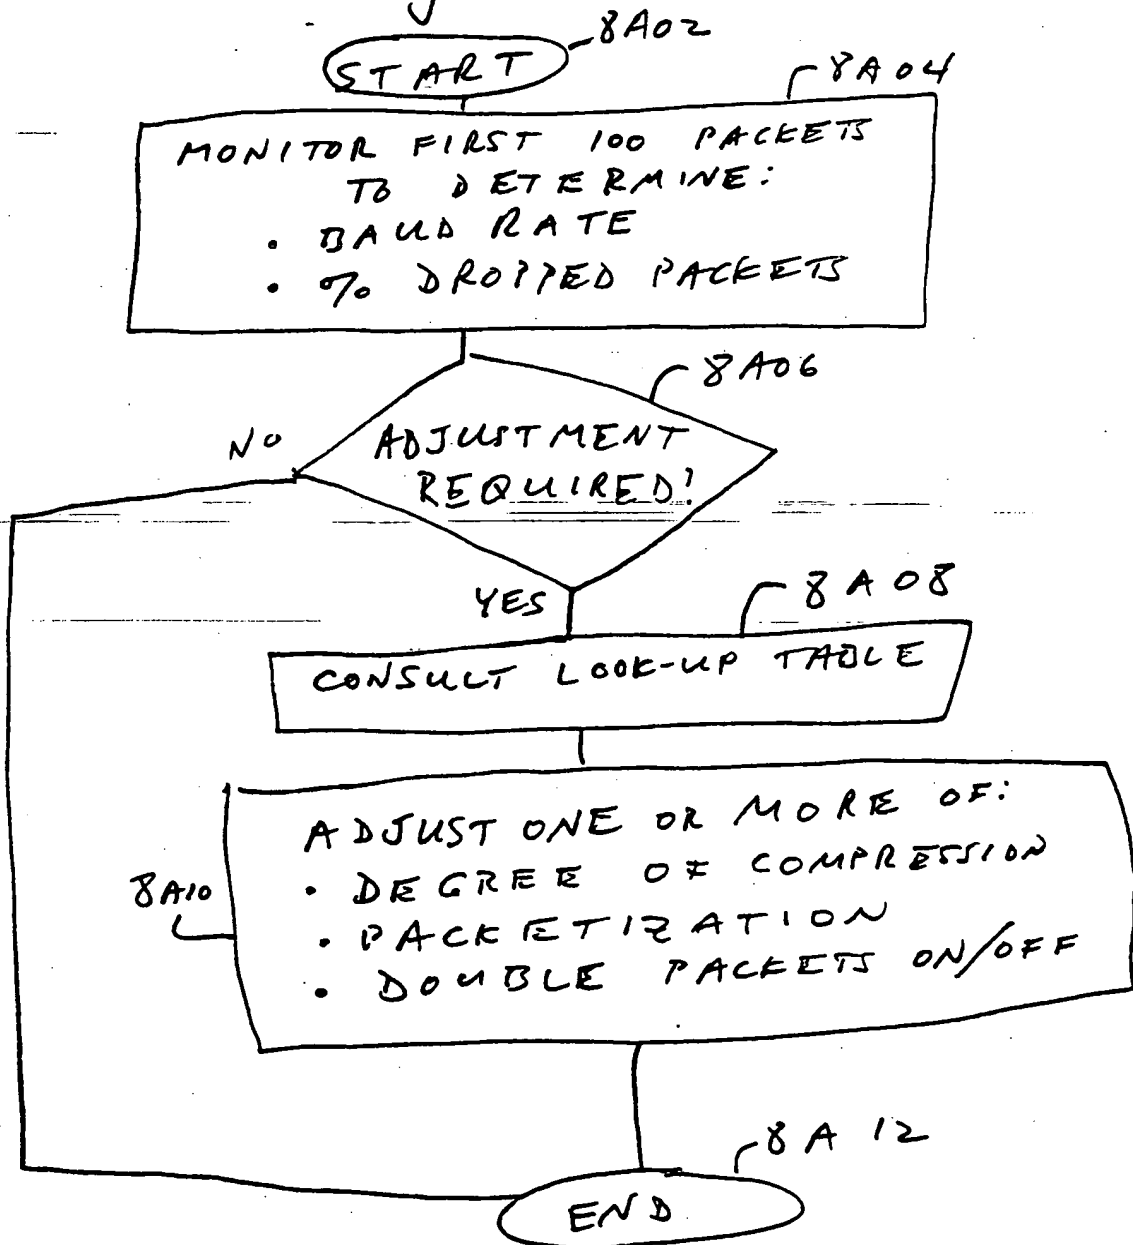 8A02
START
8A04
MONITOR FIRST 100 PACKETS
TO DETERMINE:
• BAUD RATE
• % DROPPED PACKETS
8A06
NO
ADJUSTMENT
REQUIRED?
YES
8A08
CONSULT LOOK-UP TABLE
ADJUST ONE OR MORE OF:
• DEGREE OF COMPRESSION
8A10
• PACKETIZATION
• DOUBLE PACKETS ON/OFF
8A12
END